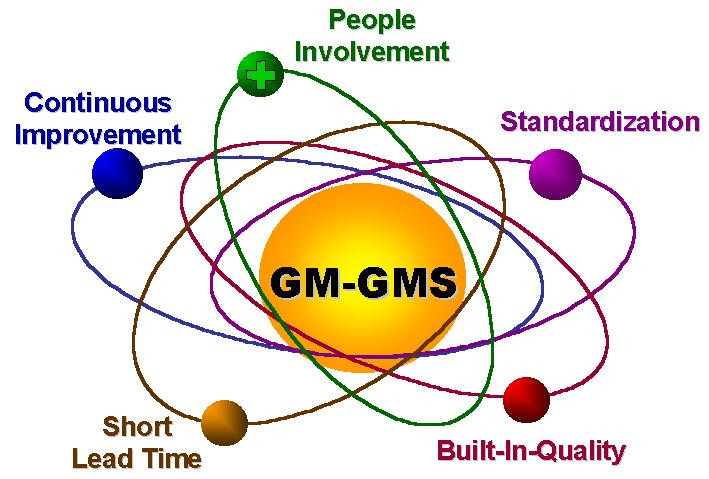 People
Involvement
Continuous
Improvement
Standardization
GM-GMS
Short
Lead Time
Built-In-Quality